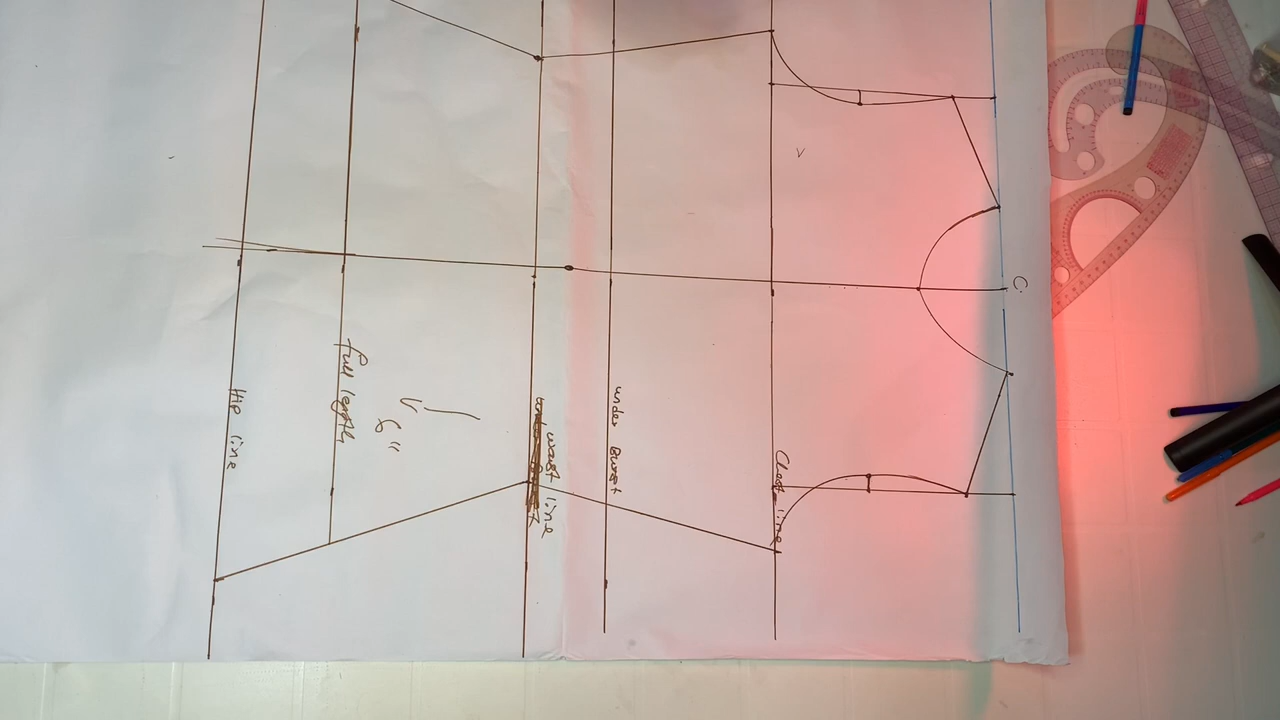 C
Chest line
under Bust
waist line
6"
full length
Hip line